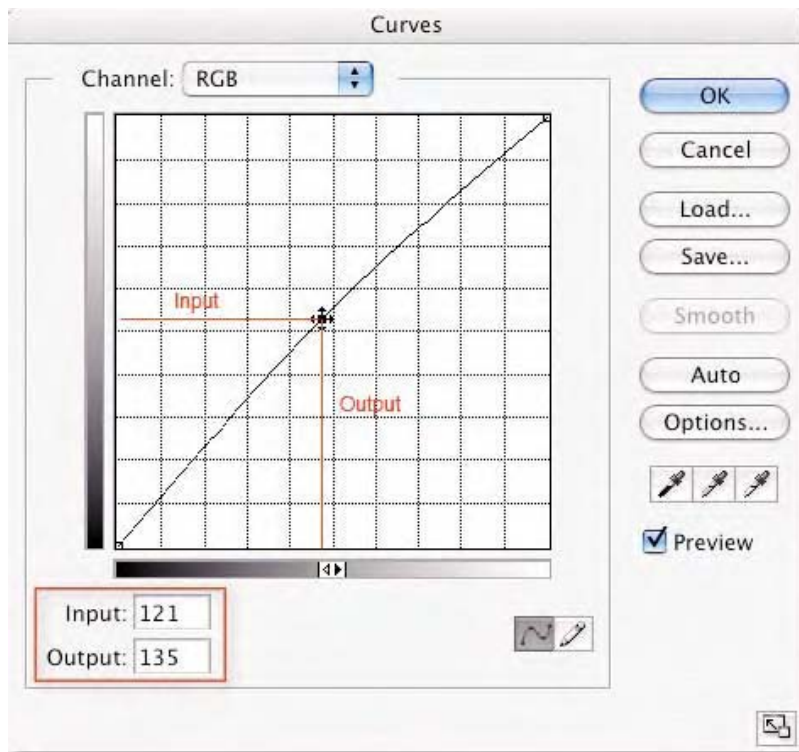 Curves
Channel: RGB
OK
Cancel
Load...
Save...
Smooth
Auto
Options...
Preview
Input
Output
Input: 121
Output: 135